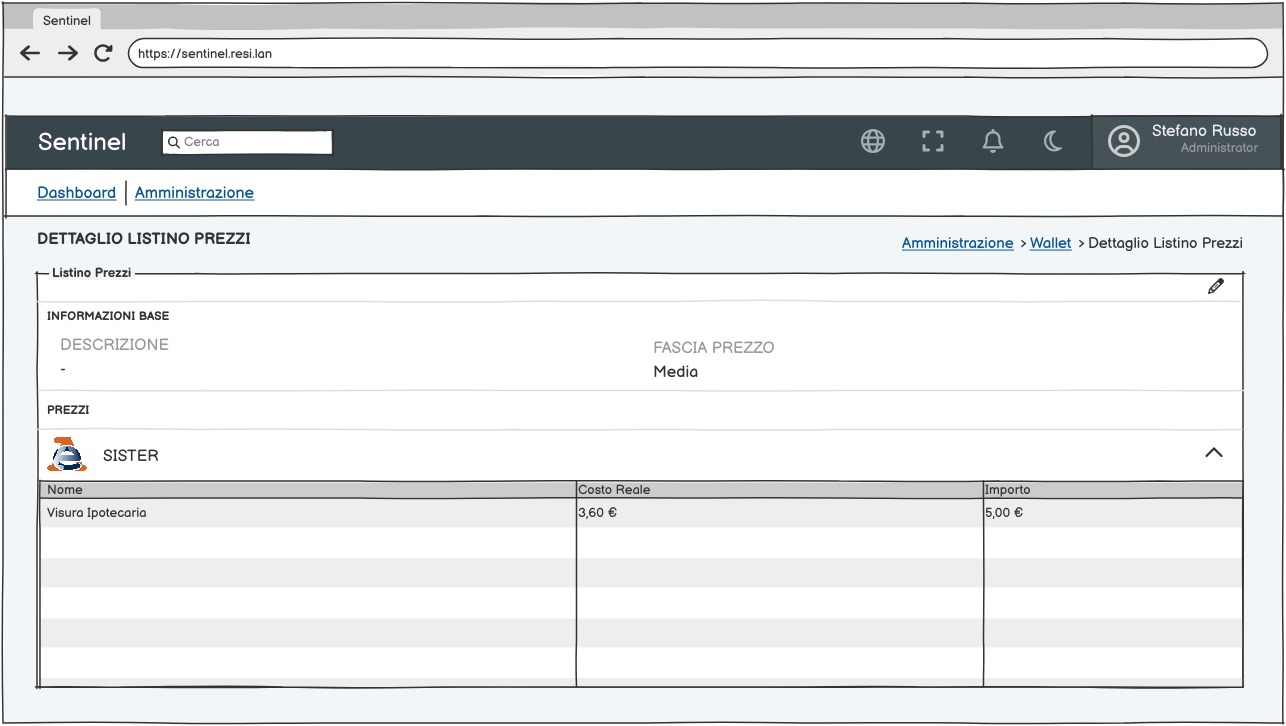 Sentinel
https://sentinel.resi.lan
Sentinel
Cerca
Stefano Russo
Administrator
Dashboard
Amministrazione
DETTAGLIO LISTINO PREZZI
Amministrazione > Wallet > Dettaglio Listino Prezzi
Listino Prezzi
INFORMAZIONI BASE
DESCRIZIONE
-
FASCIA PREZZO
Media
PREZZI
SISTER
Nome Costo Reale Importo
Visura Ipotecaria 3,60 € 5,00 €